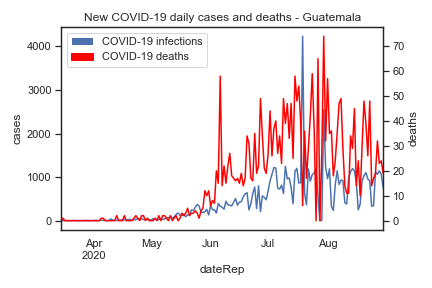 New COVID-19 daily cases and deaths - Guatemala
COVID-19 infections
COVID-19 deaths
4000
3000
2000
1000
0
cases
70
60
50
40
30
20
10
0
deaths
Apr
2020
May
Jun
Jul
Aug
dateRep